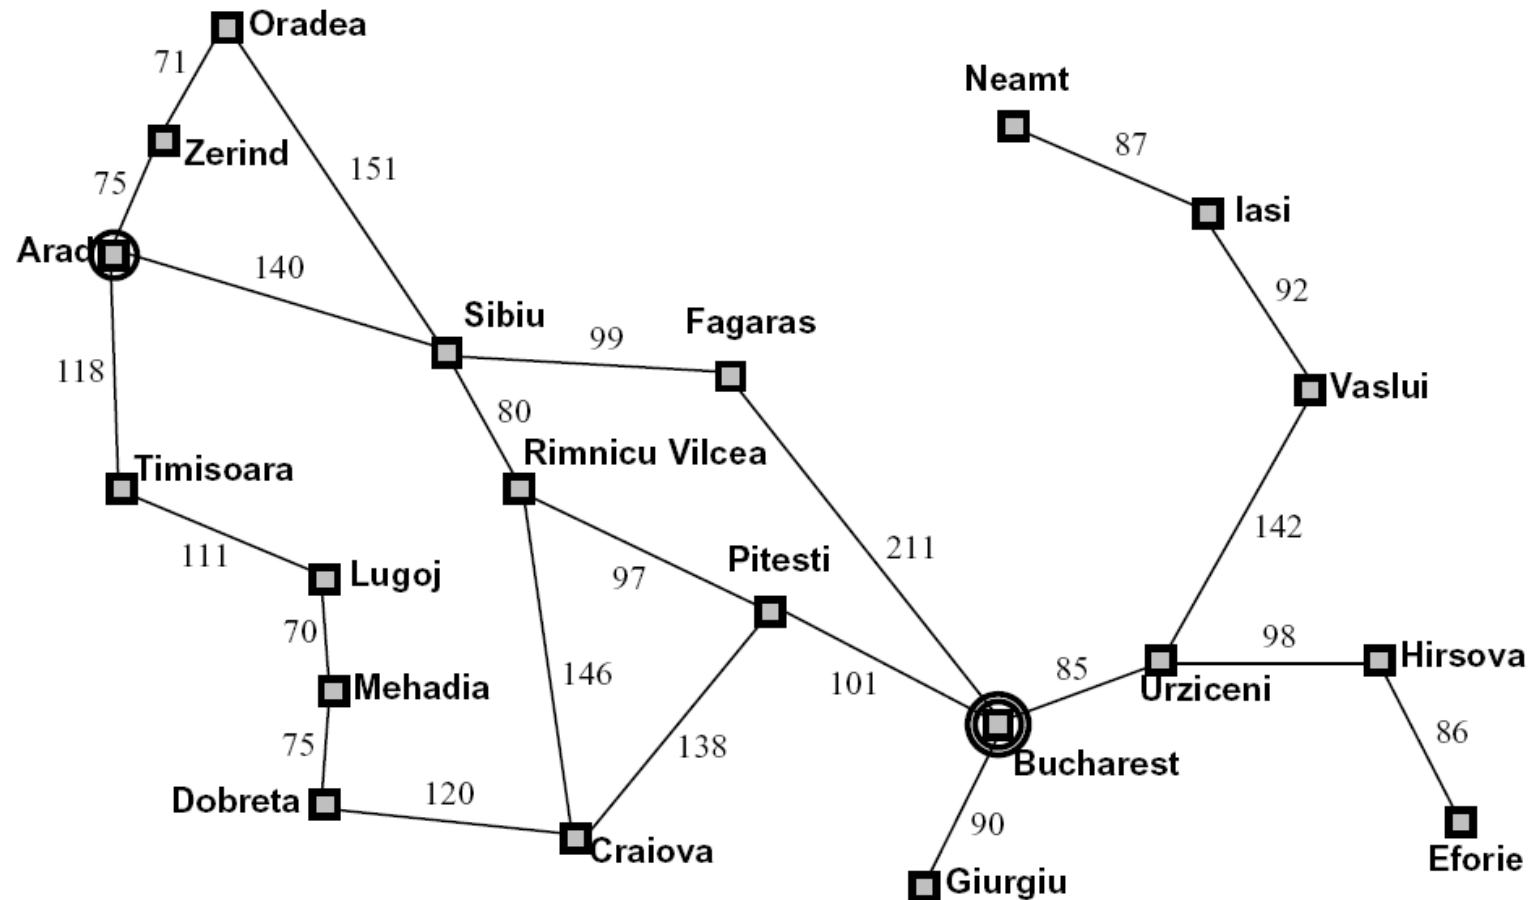 Oradea
71
Neamt
87
Zerind
151
75
Iasi
Arad
140
92
Sibiu
Fagaras
99
118
Vaslui
80
Rimnicu Vilcea
Timisoara
142
211
111
Pitesti
97
Lugoj
70
98
Hirsova
85
146
101
Urziceni
Mehadia
86
75
138
Bucharest
Dobreta
120
90
Craiova
Eforie
Giurgiu